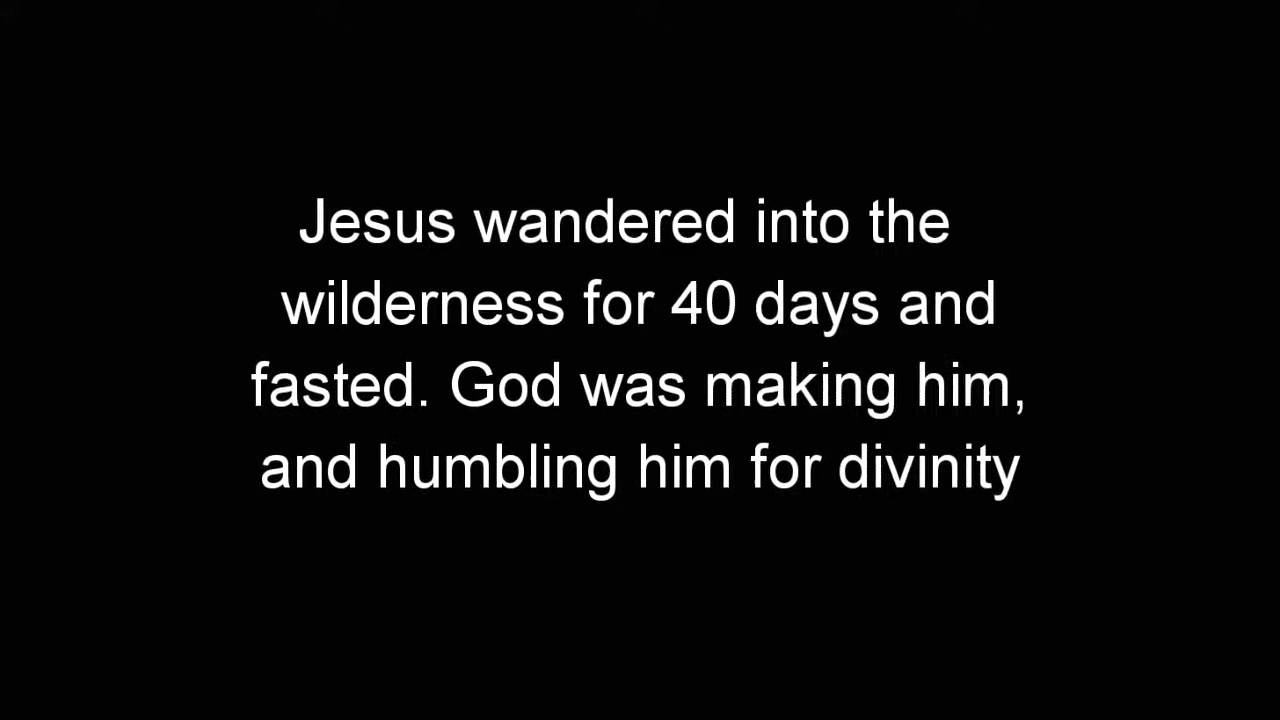 Jesus wandered into the
wilderness for 40 days and
fasted. God was making him,
and humbling him for divinity